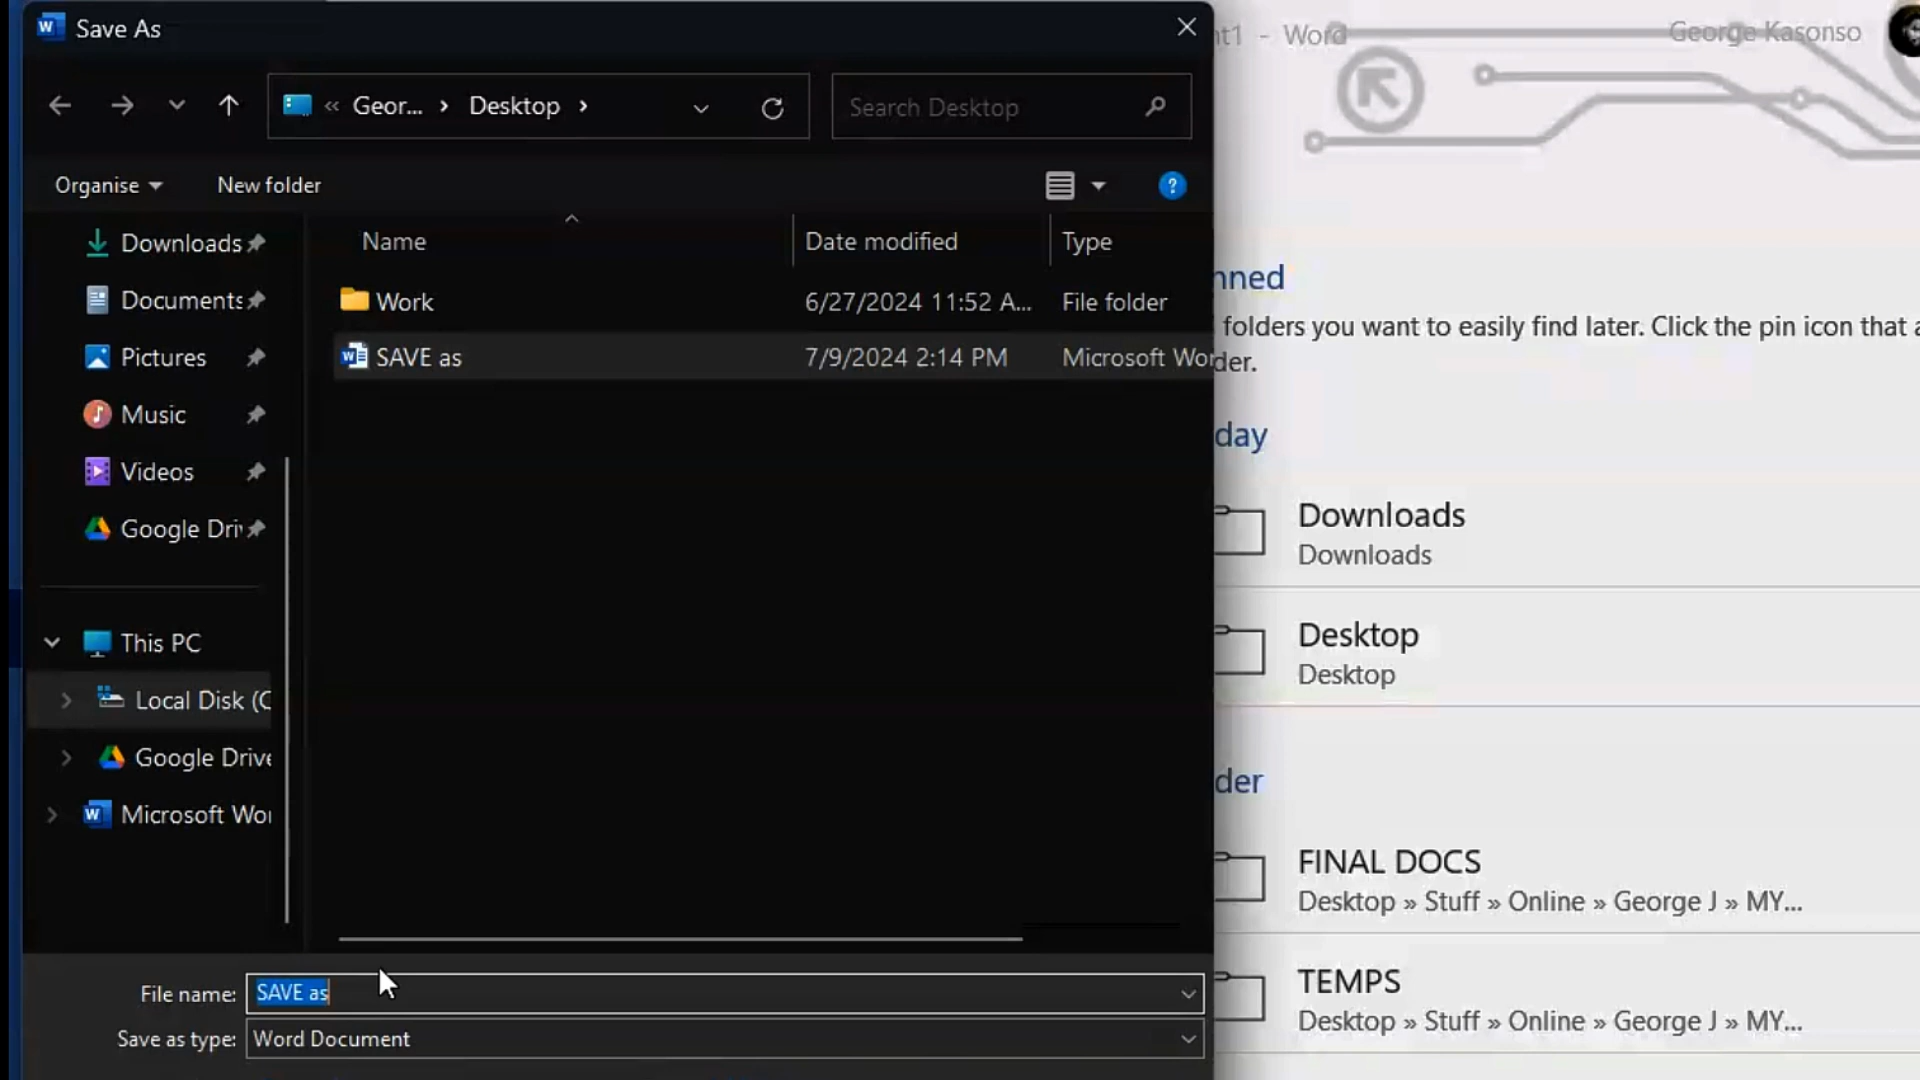 Save As
nt1 - Word
George Kasonso
« Geor... › Desktop ›
Search Desktop
Organise
New folder
?
Name
Date modified
Type
Downloads
Documents
Pictures
Music
Videos
Google Driv
This PC
Local Disk (C
Google Drive
Microsoft Wor
Work
6/27/2024 11:52 A...
File folder
SAVE as
7/9/2024 2:14 PM
Microsoft Wor
File name:
SAVE as
Save as type:
Word Document
nned
folders you want to easily find later. Click the pin icon that a
der.
day
Downloads
Downloads
Desktop
Desktop
der
FINAL DOCS
Desktop » Stuff » Online » George J » MY...
TEMPS
Desktop » Stuff » Online » George J » MY...